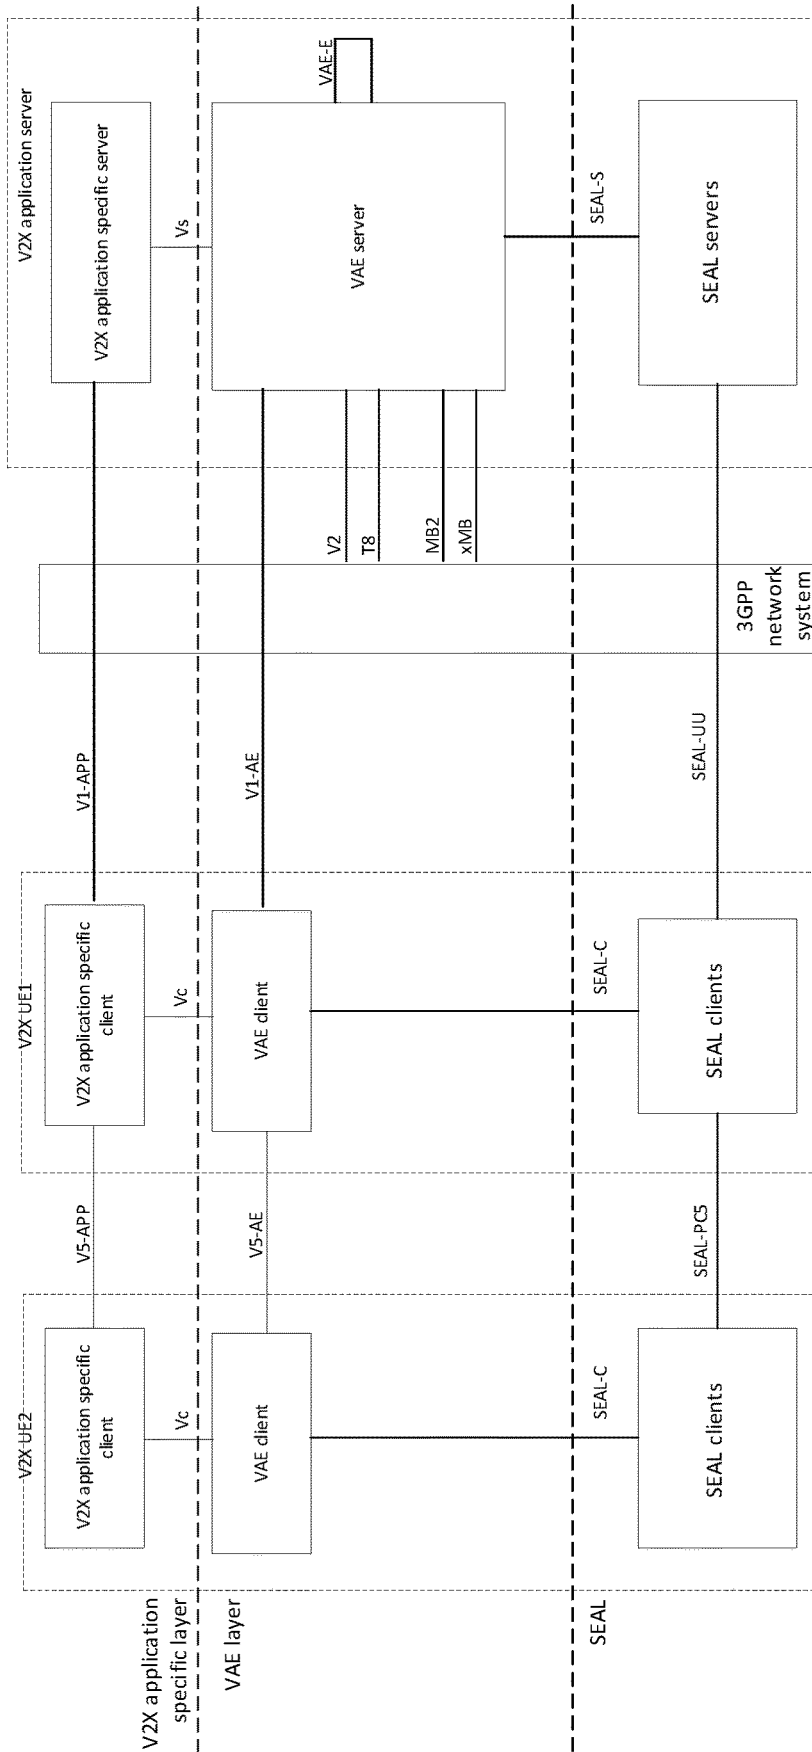 V2X UE2
V2X UE1
V2X application server
V2X application specific
client
V5-APP
V2X application specific
client
V1-APP
V2X application specific server
V2X application
specific layer
Vc
Vc
Vs
VAE layer
VAE client
V5-AE
VAE client
V1-AE
VAE server
VAE-E
V2
T8
MB2
xMB
SEAL
SEAL-C
SEAL-C
SEAL-S
SEAL clients
SEAL-PC5
SEAL clients
SEAL-UU
SEAL servers
3GPP
network
system